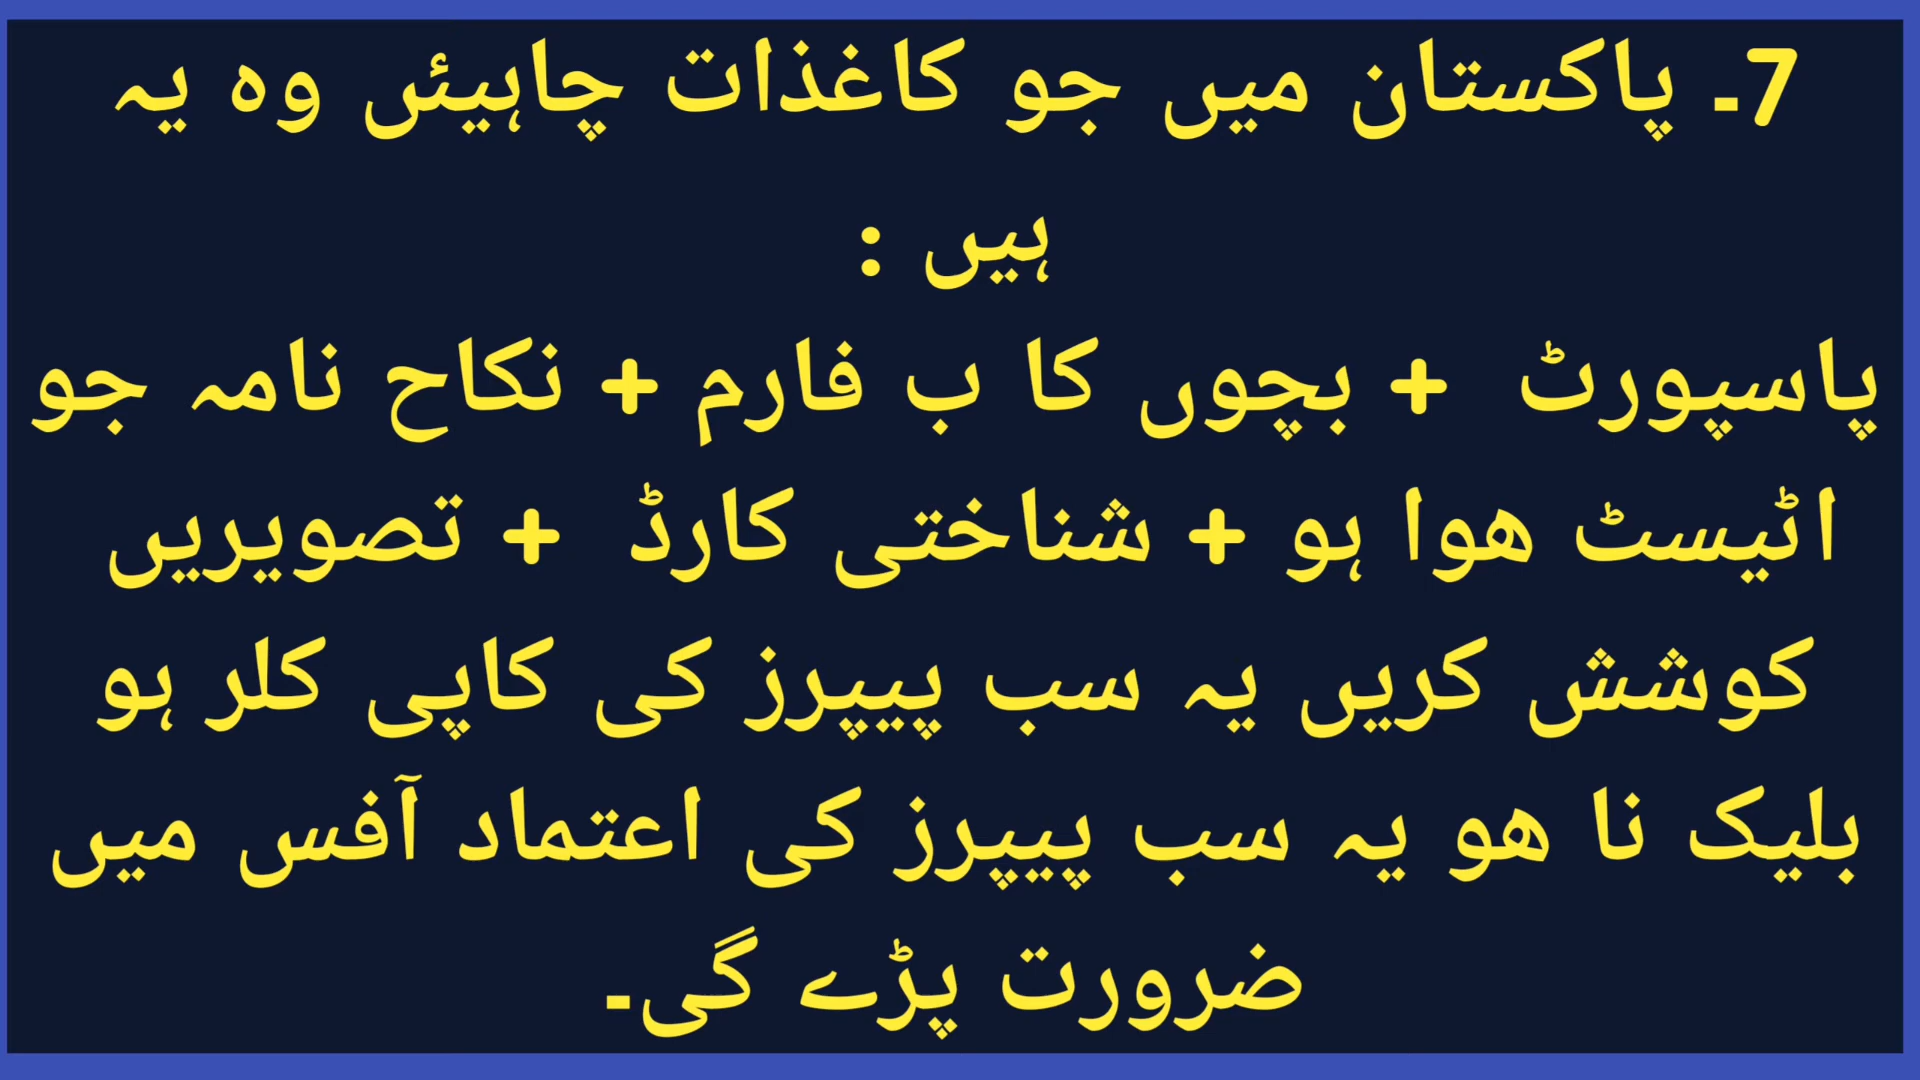 7۔ پاکستان میں جو کاغذات چاہیئں وہ یہ
ہیں :
پاسپورٹ + بچوں کا ب فارم + نکاح نامہ جو
اٹیسٹ ھوا ہو + شناختی کارڈ + تصویریں
کوشش کریں یہ سب پیپرز کی کاپی کلر ہو
بلیک نا ھو یہ سب پیپرز کی اعتماد آفس میں
ضرورت پڑے گی۔